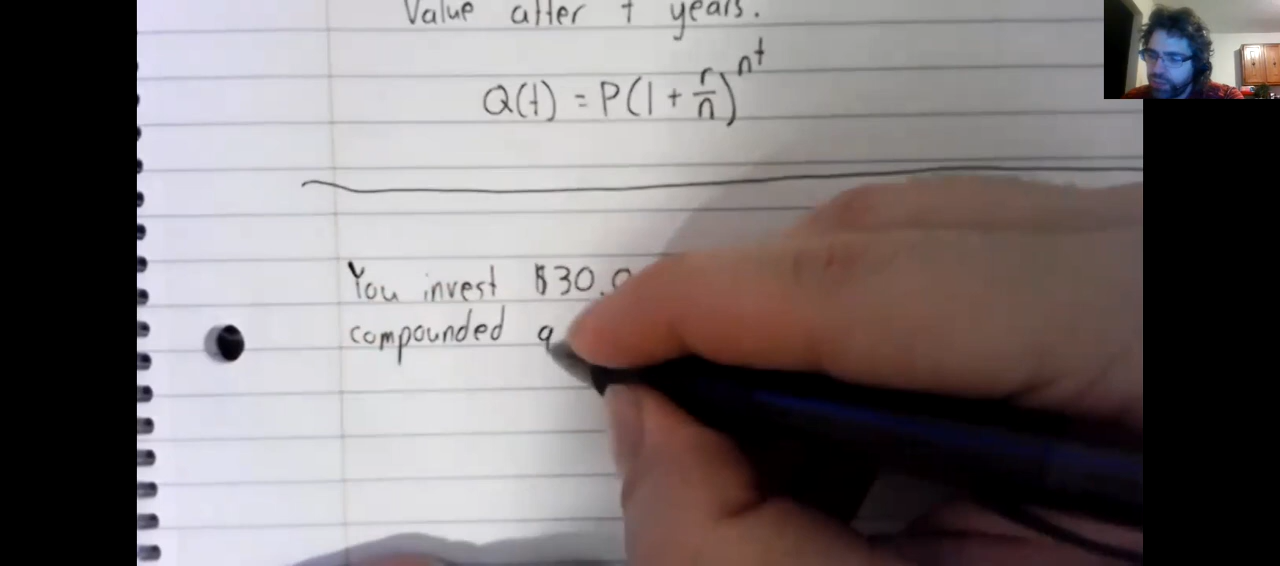 Value after t years.
Q(t) = P(1 + r/n)^nt
You invest $30,0
compounded q